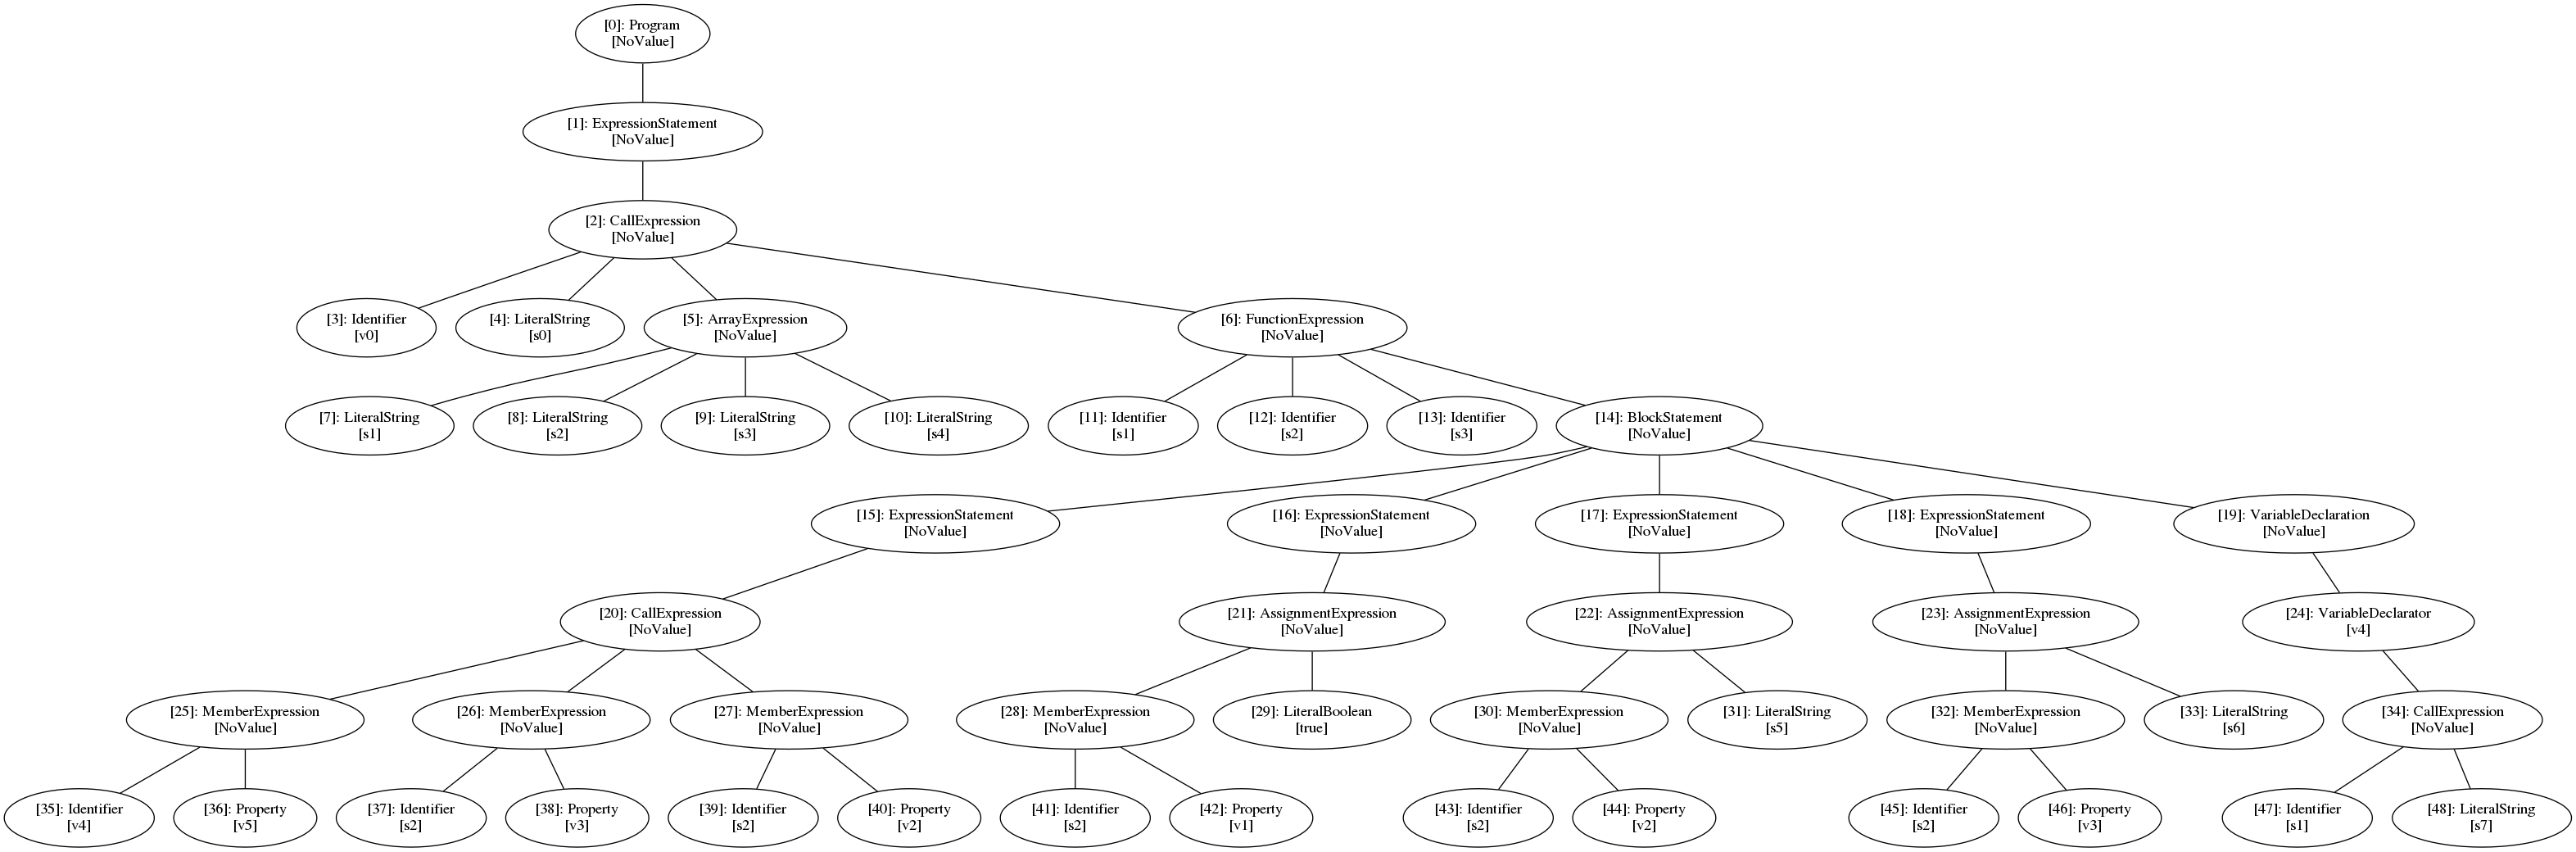 [0]: Program
[NoValue]
[1]: ExpressionStatement
[NoValue]
[2]: CallExpression
[NoValue]
[3]: Identifier
[v0]
[4]: LiteralString
[s0]
[5]: ArrayExpression
[NoValue]
[6]: FunctionExpression
[NoValue]
[7]: LiteralString
[s1]
[8]: LiteralString
[s2]
[9]: LiteralString
[s3]
[10]: LiteralString
[s4]
[11]: Identifier
[s1]
[12]: Identifier
[s2]
[13]: Identifier
[s3]
[14]: BlockStatement
[NoValue]
[15]: ExpressionStatement
[NoValue]
[16]: ExpressionStatement
[NoValue]
[17]: ExpressionStatement
[NoValue]
[18]: ExpressionStatement
[NoValue]
[19]: VariableDeclaration
[NoValue]
[20]: CallExpression
[NoValue]
[21]: AssignmentExpression
[NoValue]
[22]: AssignmentExpression
[NoValue]
[23]: AssignmentExpression
[NoValue]
[24]: VariableDeclarator
[v4]
[25]: MemberExpression
[NoValue]
[26]: MemberExpression
[NoValue]
[27]: MemberExpression
[NoValue]
[28]: MemberExpression
[NoValue]
[29]: LiteralBoolean
[true]
[30]: MemberExpression
[NoValue]
[31]: LiteralString
[s5]
[32]: MemberExpression
[NoValue]
[33]: LiteralString
[s6]
[34]: CallExpression
[NoValue]
[35]: Identifier
[v4]
[36]: Property
[v5]
[37]: Identifier
[s2]
[38]: Property
[v3]
[39]: Identifier
[s2]
[40]: Property
[v2]
[41]: Identifier
[s2]
[42]: Property
[v1]
[43]: Identifier
[s2]
[44]: Property
[v2]
[45]: Identifier
[s2]
[46]: Property
[v3]
[47]: Identifier
[s1]
[48]: LiteralString
[s7]